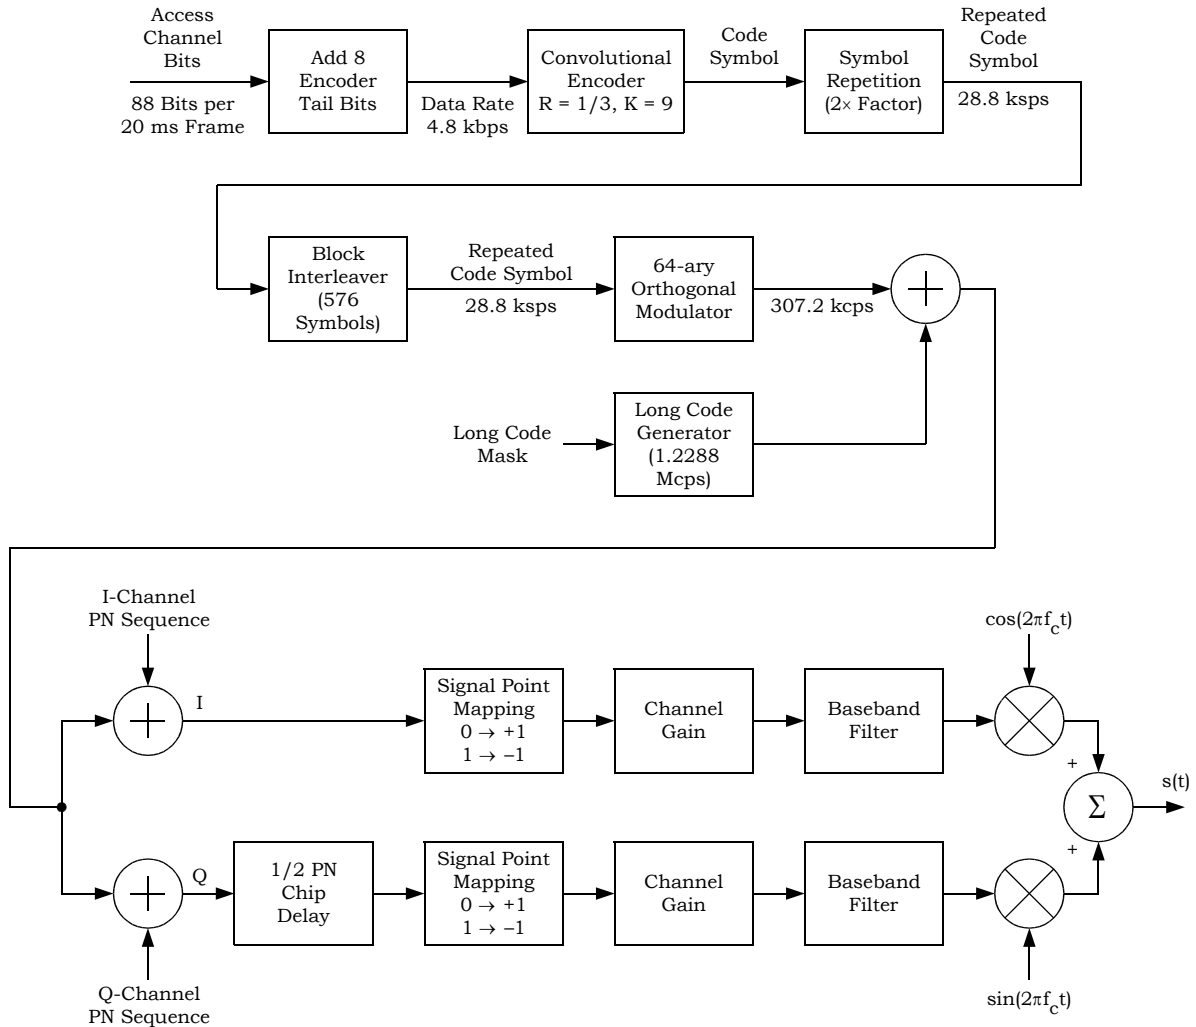 Access
Channel
Bits
88 Bits per
20 ms Frame
Add 8
Encoder
Tail Bits
Data Rate
4.8 kbps
Convolutional
Encoder
R = 1/3, K = 9
Code
Symbol
Symbol
Repetition
(2× Factor)
Repeated
Code
Symbol
28.8 ksps
Block
Interleaver
(576
Symbols)
Repeated
Code Symbol
28.8 ksps
64-ary
Orthogonal
Modulator
307.2 kcps
Long Code
Mask
Long Code
Generator
(1.2288
Mcps)
I-Channel
PN Sequence
I
Signal Point
Mapping
0 → +1
1 → –1
Channel
Gain
Baseband
Filter
cos(2πfct)
+
Σ
s(t)
+
Q
1/2 PN
Chip
Delay
Signal Point
Mapping
0 → +1
1 → –1
Channel
Gain
Baseband
Filter
sin(2πfct)
Q-Channel
PN Sequence